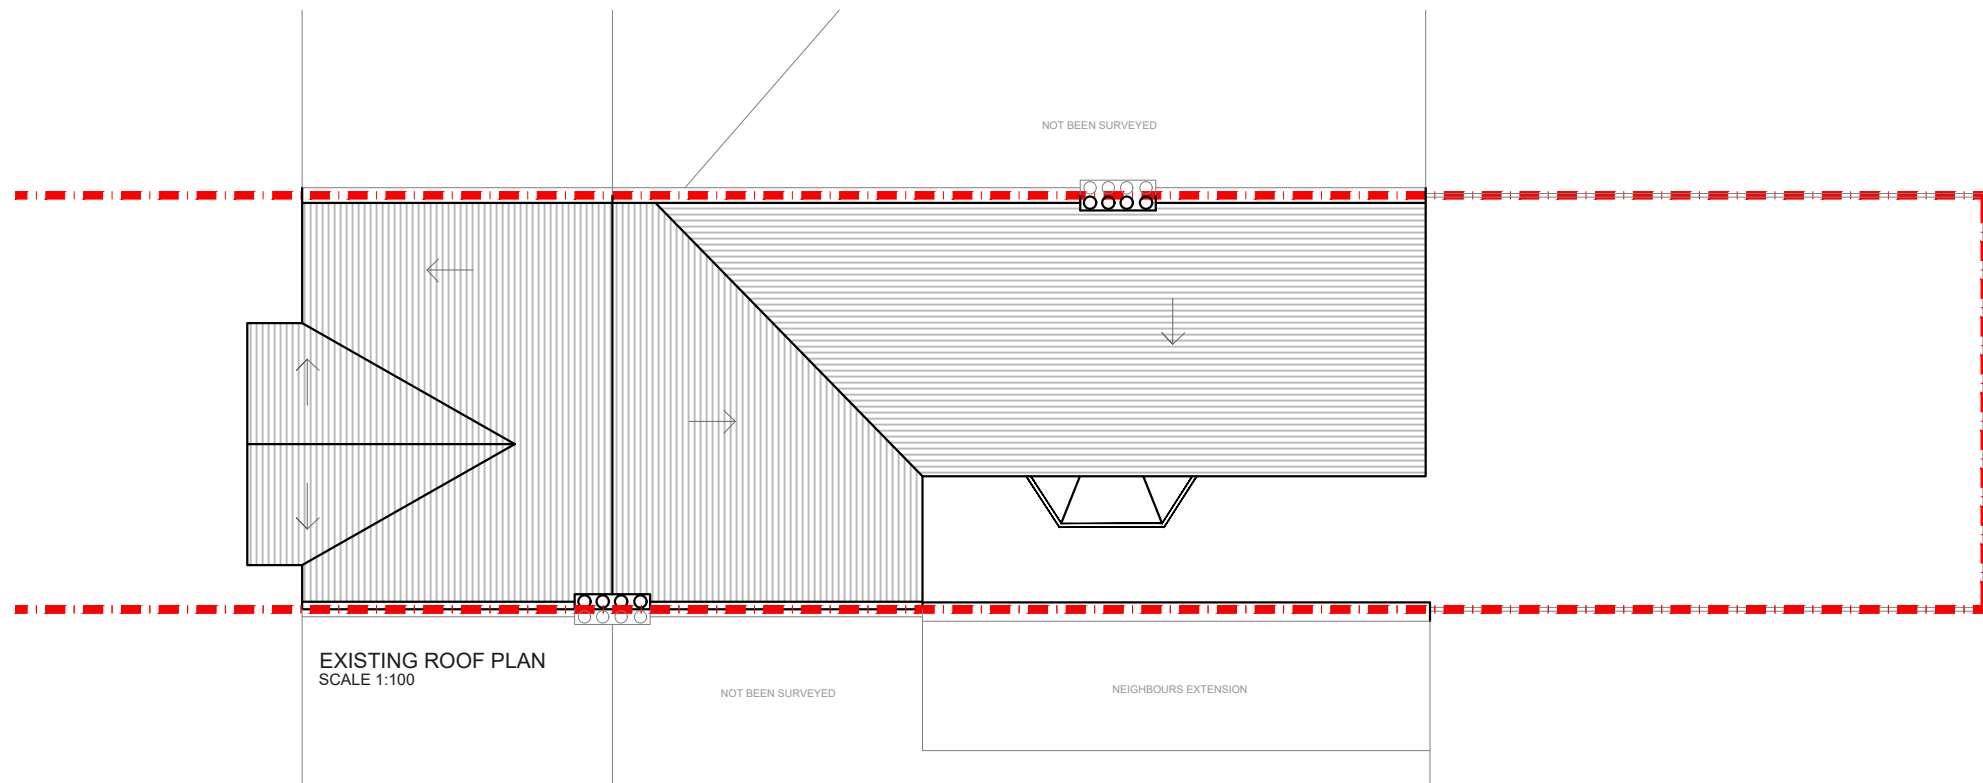 NOT BEEN SURVEYED
EXISTING ROOF PLAN
SCALE 1:100
NOT BEEN SURVEYED
NEIGHBOURS EXTENSION